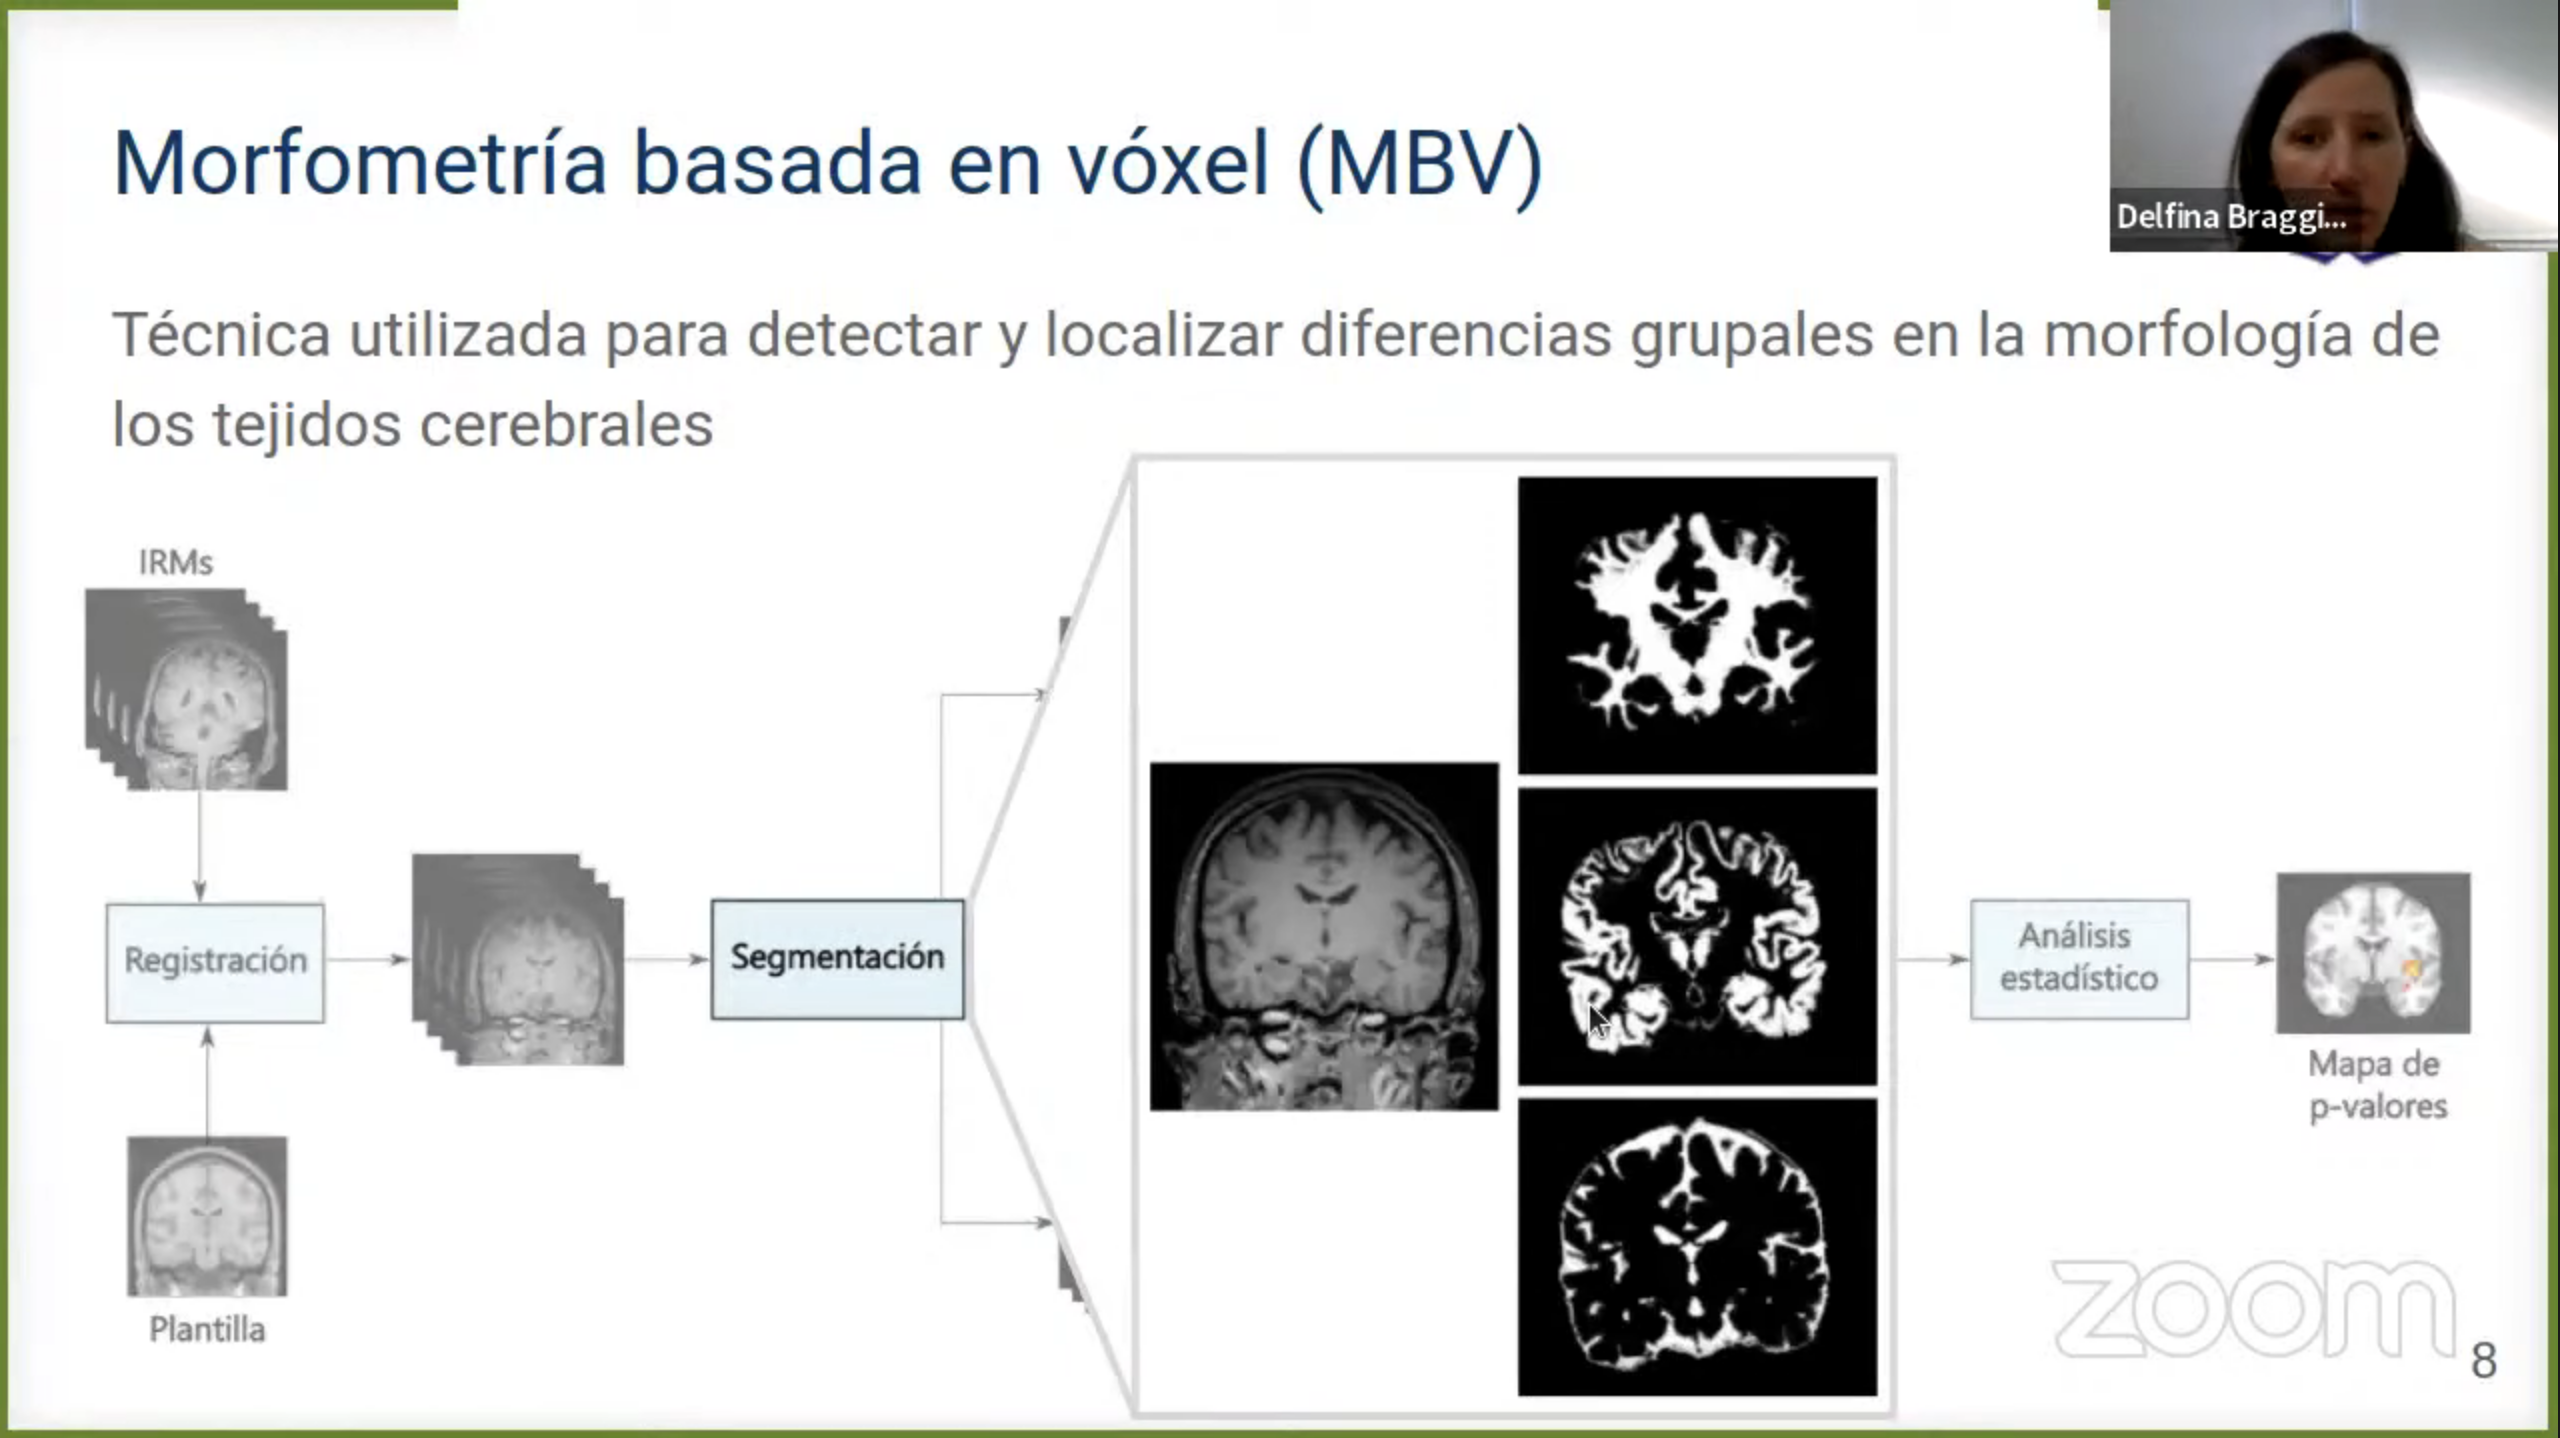 Morfometría basada en vóxel (MBV)
Delfina Braggi...
Técnica utilizada para detectar y localizar diferencias grupales en la morfología de
los tejidos cerebrales
IRMs
Registración
Plantilla
Segmentación
Análisis
estadístico
Mapa de
p-valores
zoom
8